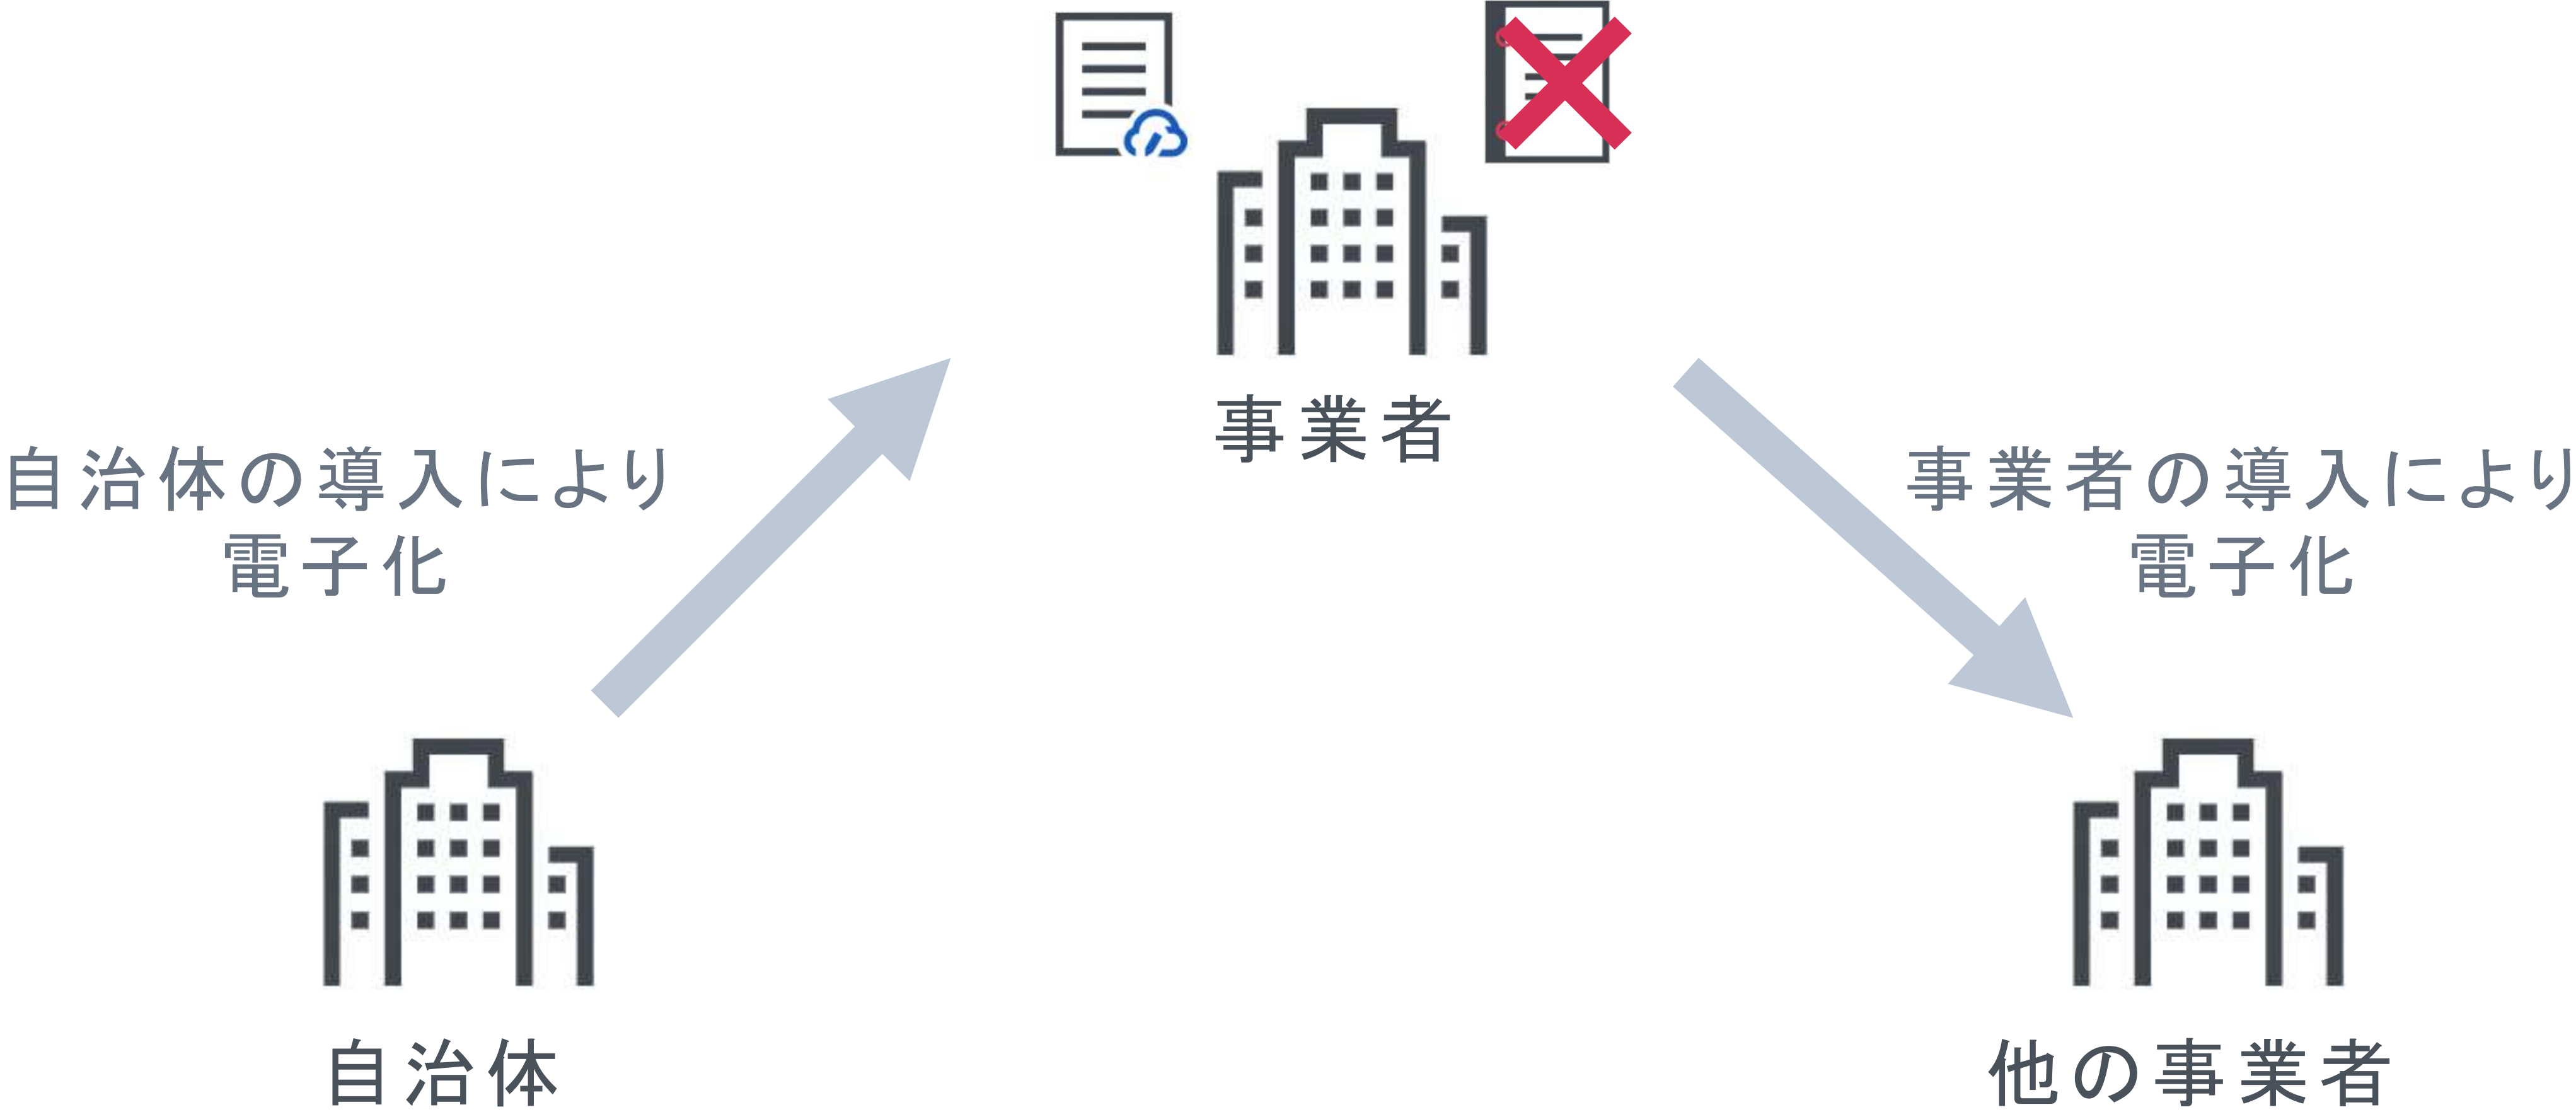 事業者
自治体の導入により
電子化
事業者の導入により
電子化
自治体
他の事業者